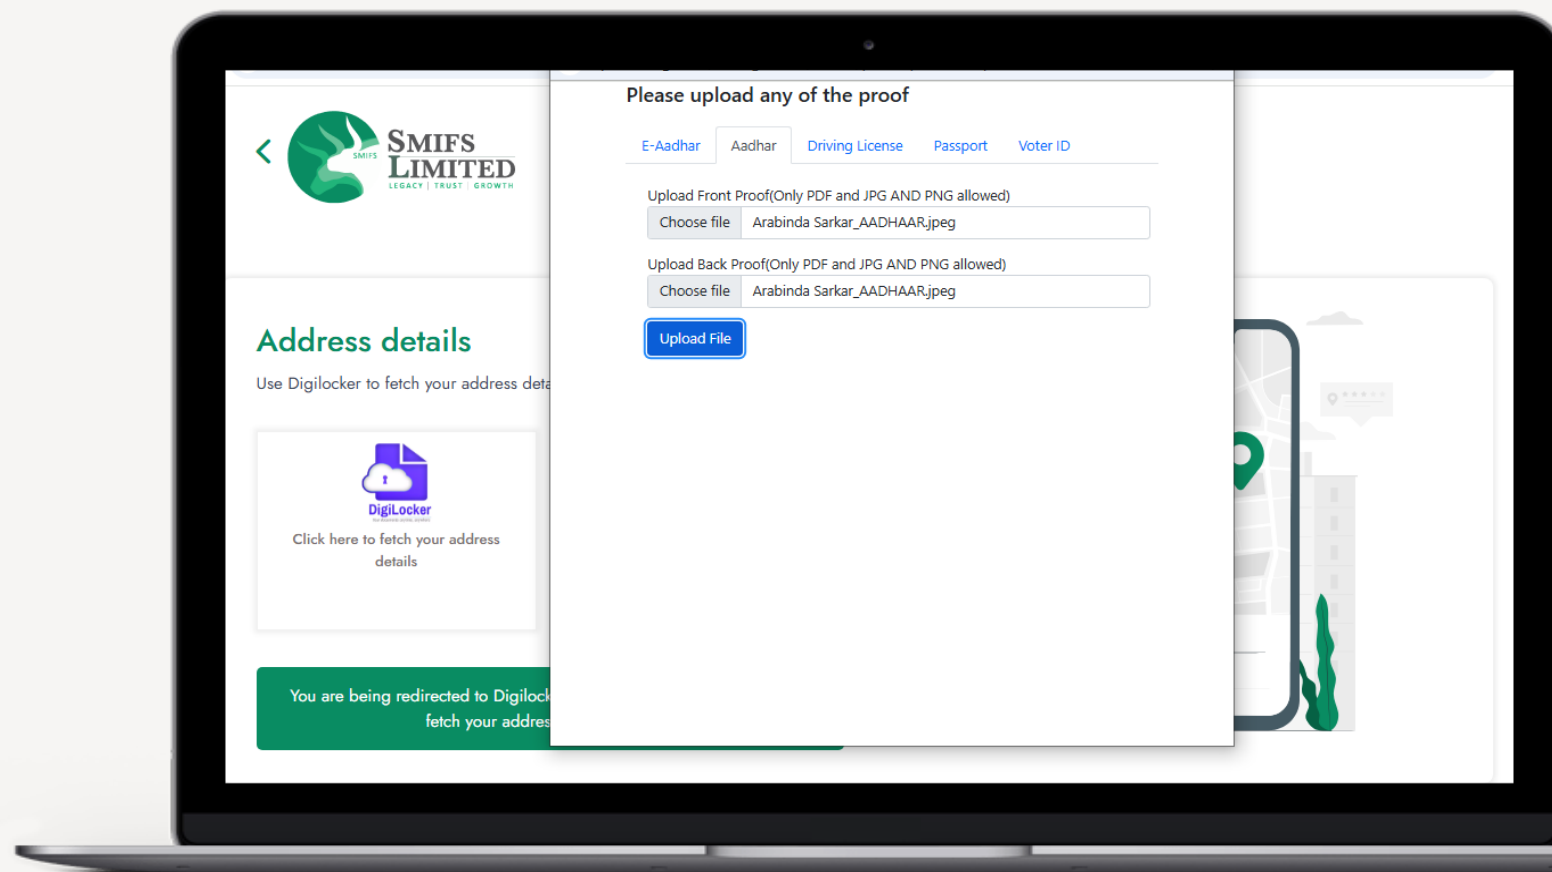 Please upload any of the proof
SMIFS
SMIFS
LIMITED
LEGACY | TRUST | GROWTH
E-Aadhar Aadhar Driving License Passport Voter ID
Upload Front Proof(Only PDF and JPG AND PNG allowed)
Choose file Arabinda Sarkar_AADHAAR.jpeg
Upload Back Proof(Only PDF and JPG AND PNG allowed)
Choose file Arabinda Sarkar_AADHAAR.jpeg
Upload File
Address details
Use Digilocker to fetch your address
DigiLocker
Click here to fetch your address
details
You are being redirected to
fetch your